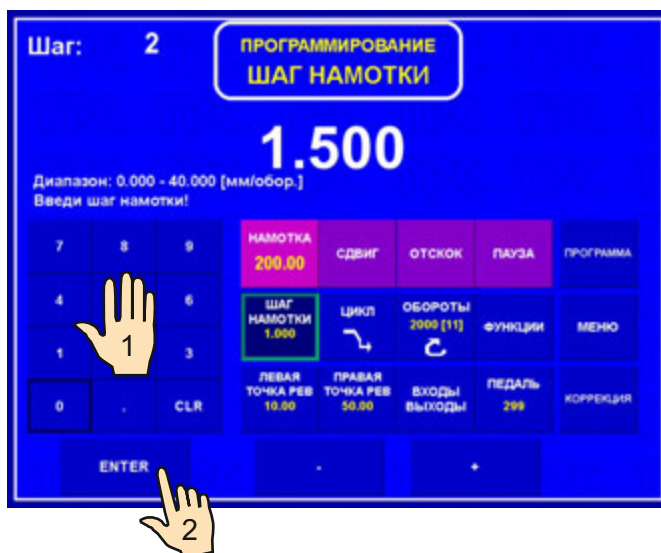 Шаг: 2
ПРОГРАММИРОВАНИЕ
ШАГ НАМОТКИ
1.500
Диапазон: 0.000 - 40.000 [мм/обор.]
Введи шаг намотки!
7 8 9
4 6
1 3
0 . CLR
НАМОТКА
200.00
СДВИГ
ОТСКОК
ПАУЗА
ПРОГРАММА
ШАГ
НАМОТКИ
1.000
ЦИКЛ
ОБОРОТЫ
2000 [11]
ФУНКЦИИ
МЕНЮ
ЛЕВАЯ
ТОЧКА РЕВ
10.00
ПРАВАЯ
ТОЧКА РЕВ
50.00
ВХОДЫ
ВЫХОДЫ
ПЕДАЛЬ
299
КОРРЕКЦИЯ
ENTER - +
1
2